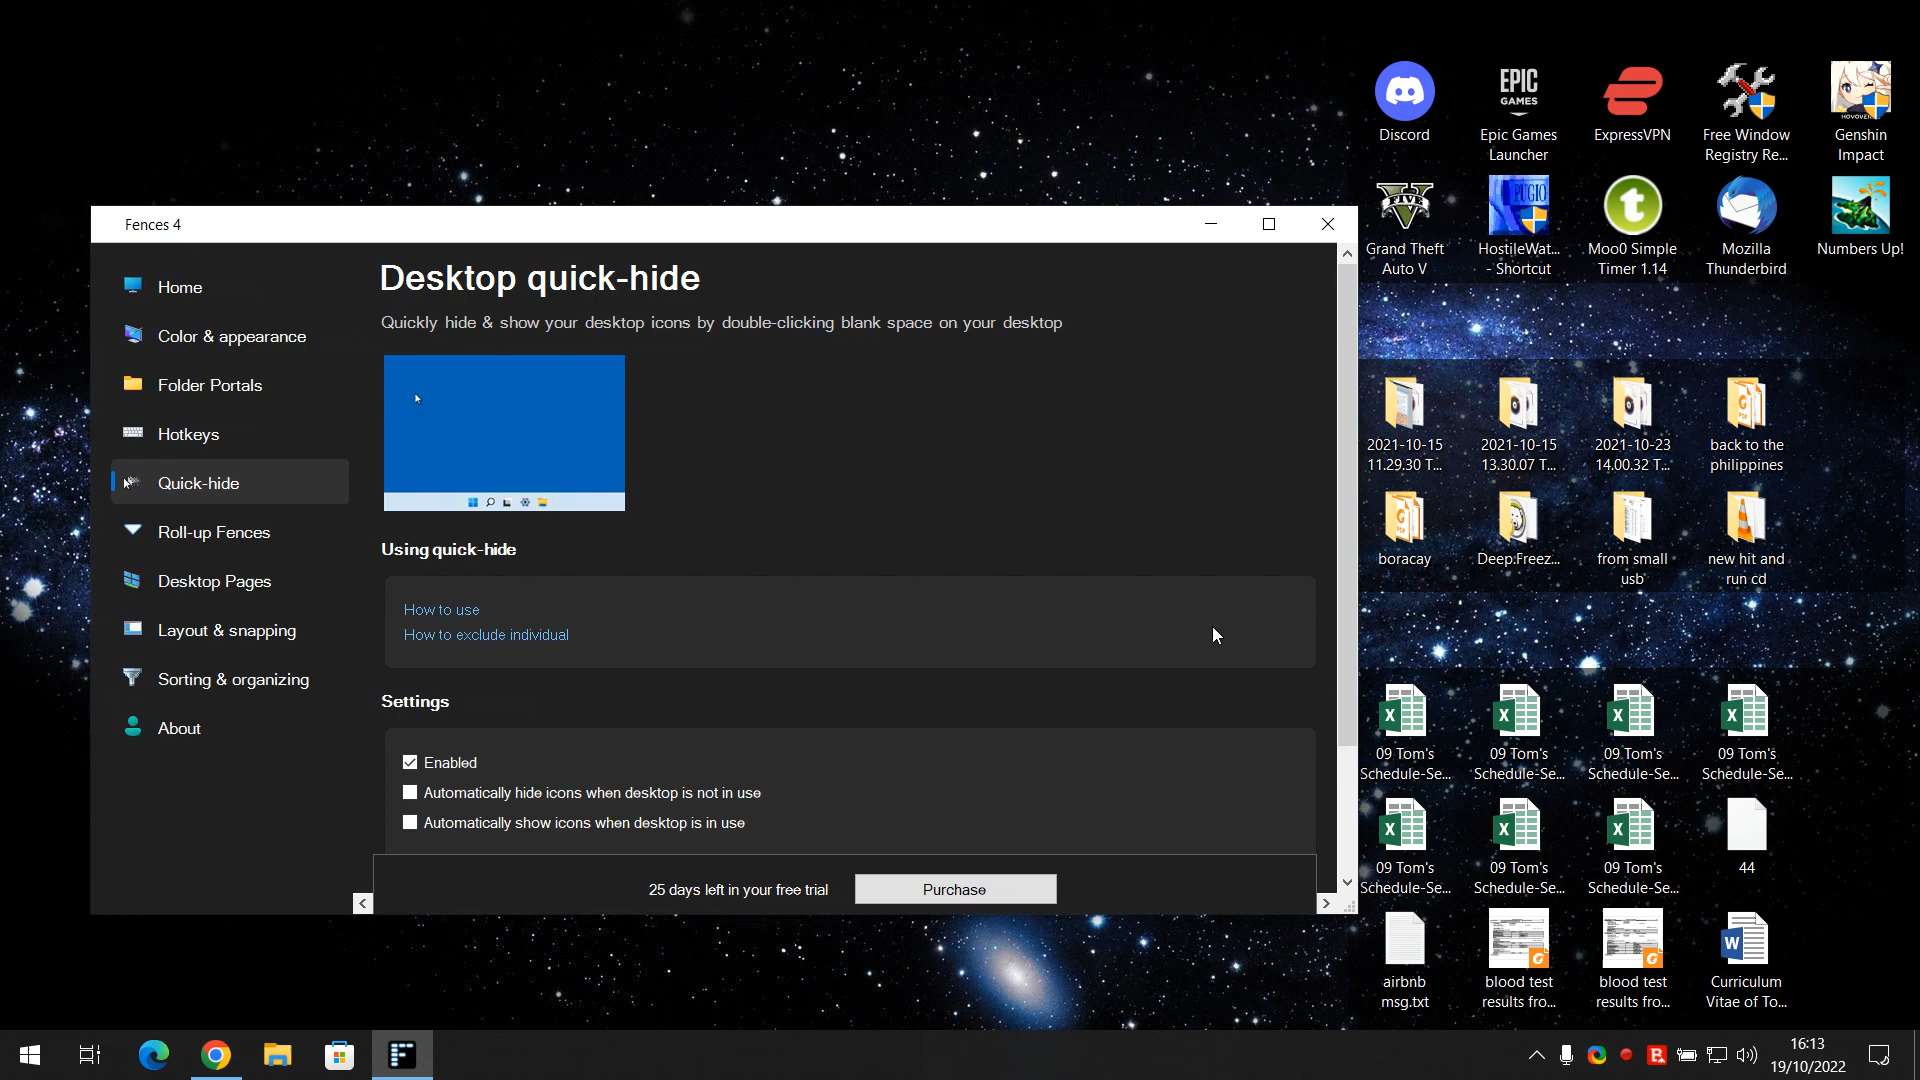 Fences 4
Home
Color & appearance
Folder Portals
Hotkeys
Quick-hide
Roll-up Fences
Desktop Pages
Layout & snapping
Sorting & organizing
About
Desktop quick-hide
Quickly hide & show your desktop icons by double-clicking blank space on your desktop
Using quick-hide
How to use
How to exclude individual
Settings
Enabled
Automatically hide icons when desktop is not in use
Automatically show icons when desktop is in use
25 days left in your free trial
Purchase
EPIC
GAMES
Discord
Epic Games
Launcher
ExpressVPN
Free Window
Registry Re...
Genshin
Impact
FIVE
PUGIO
t
Grand Theft
Auto V
HostileWat...
- Shortcut
Moo0 Simple
Timer 1.14
Mozilla
Thunderbird
Numbers Up!
2021-10-15
11.29.30 T...
2021-10-15
13.30.07 T...
2021-10-23
14.00.32 T...
back to the
philippines
boracay
Deep.Freez...
from small
usb
new hit and
run cd
09 Tom's
Schedule-Se...
09 Tom's
Schedule-Se...
09 Tom's
Schedule-Se...
09 Tom's
Schedule-Se...
09 Tom's
Schedule-Se...
09 Tom's
Schedule-Se...
09 Tom's
Schedule-Se...
44
airbnb
msg.txt
blood test
results fro...
blood test
results fro...
Curriculum
Vitae of To...
16:13
19/10/2022